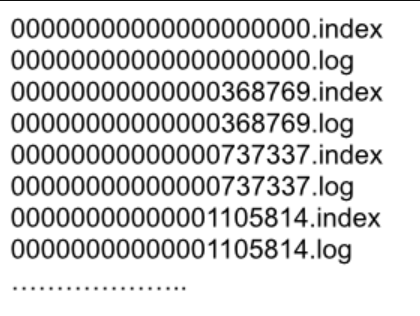 00000000000000000000.index
00000000000000000000.log
00000000000000368769.index
00000000000000368769.log
00000000000000737337.index
00000000000000737337.log
00000000000001105814.index
00000000000001105814.log
………………..